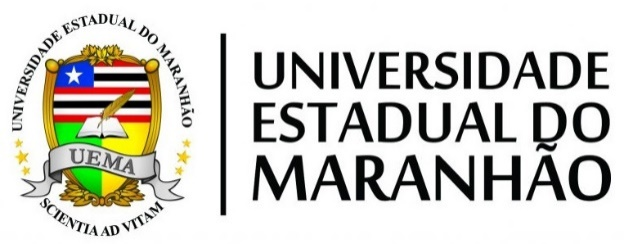 UNIVERSIDADE ESTADUAL DO MARANHÃO
UEMA
SCIENTIA AD VITAM
UNIVERSIDADE
ESTADUAL DO
MARANHÃO